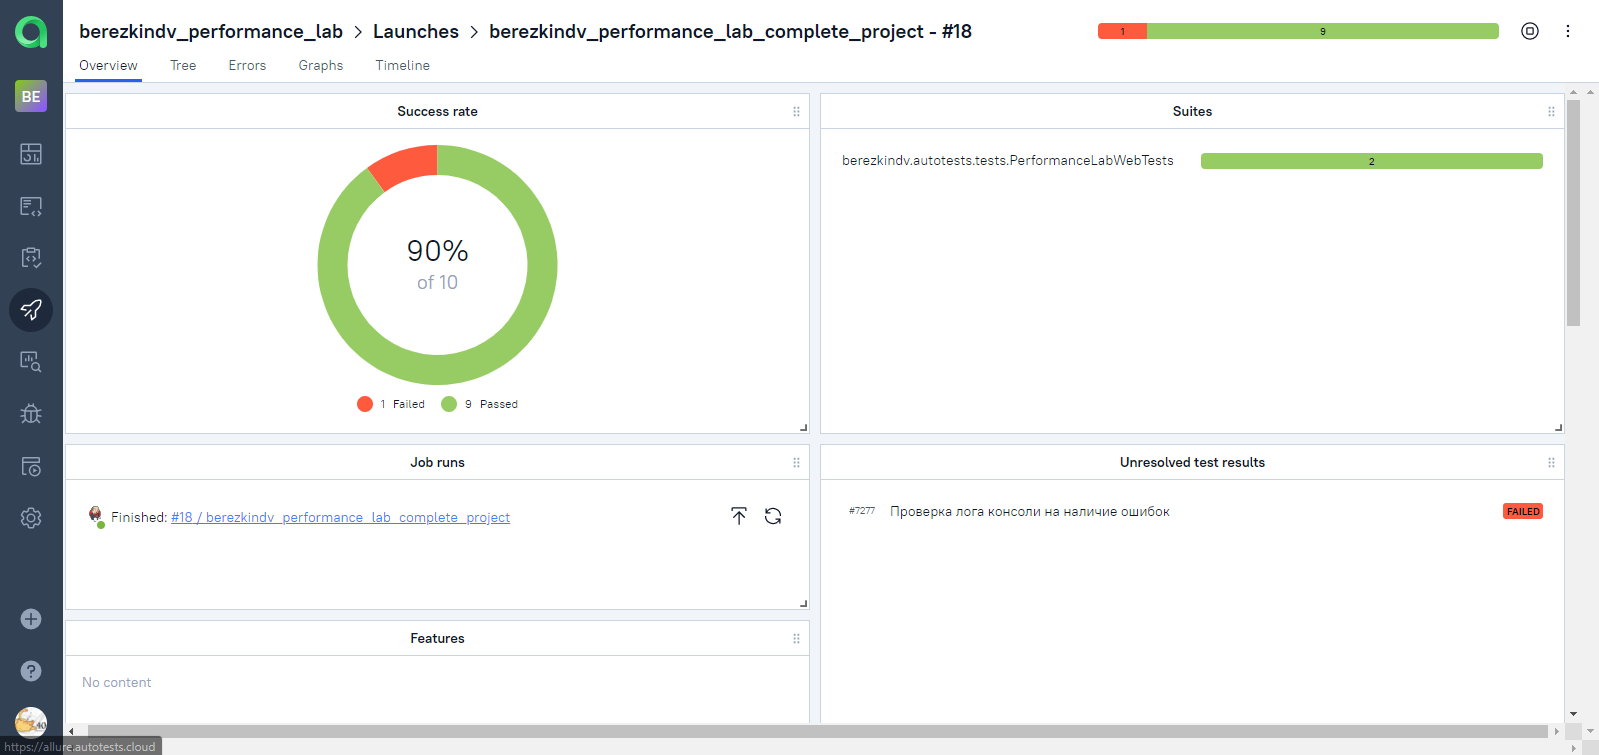 berezkindv_performance_lab > Launches > berezkindv_performance_lab_complete_project - #18
1 9
Overview Tree Errors Graphs Timeline
BE
Success rate
90%
of 10
1 Failed 9 Passed
Suites
berezkindv.autotests.tests.PerformanceLabWebTests 2
Job runs
Finished: #18 / berezkindv_performance_lab_complete_project
Unresolved test results
#7277 Проверка лога консоли на наличие ошибок FAILED
Features
No content
https://allure.autotests.cloud